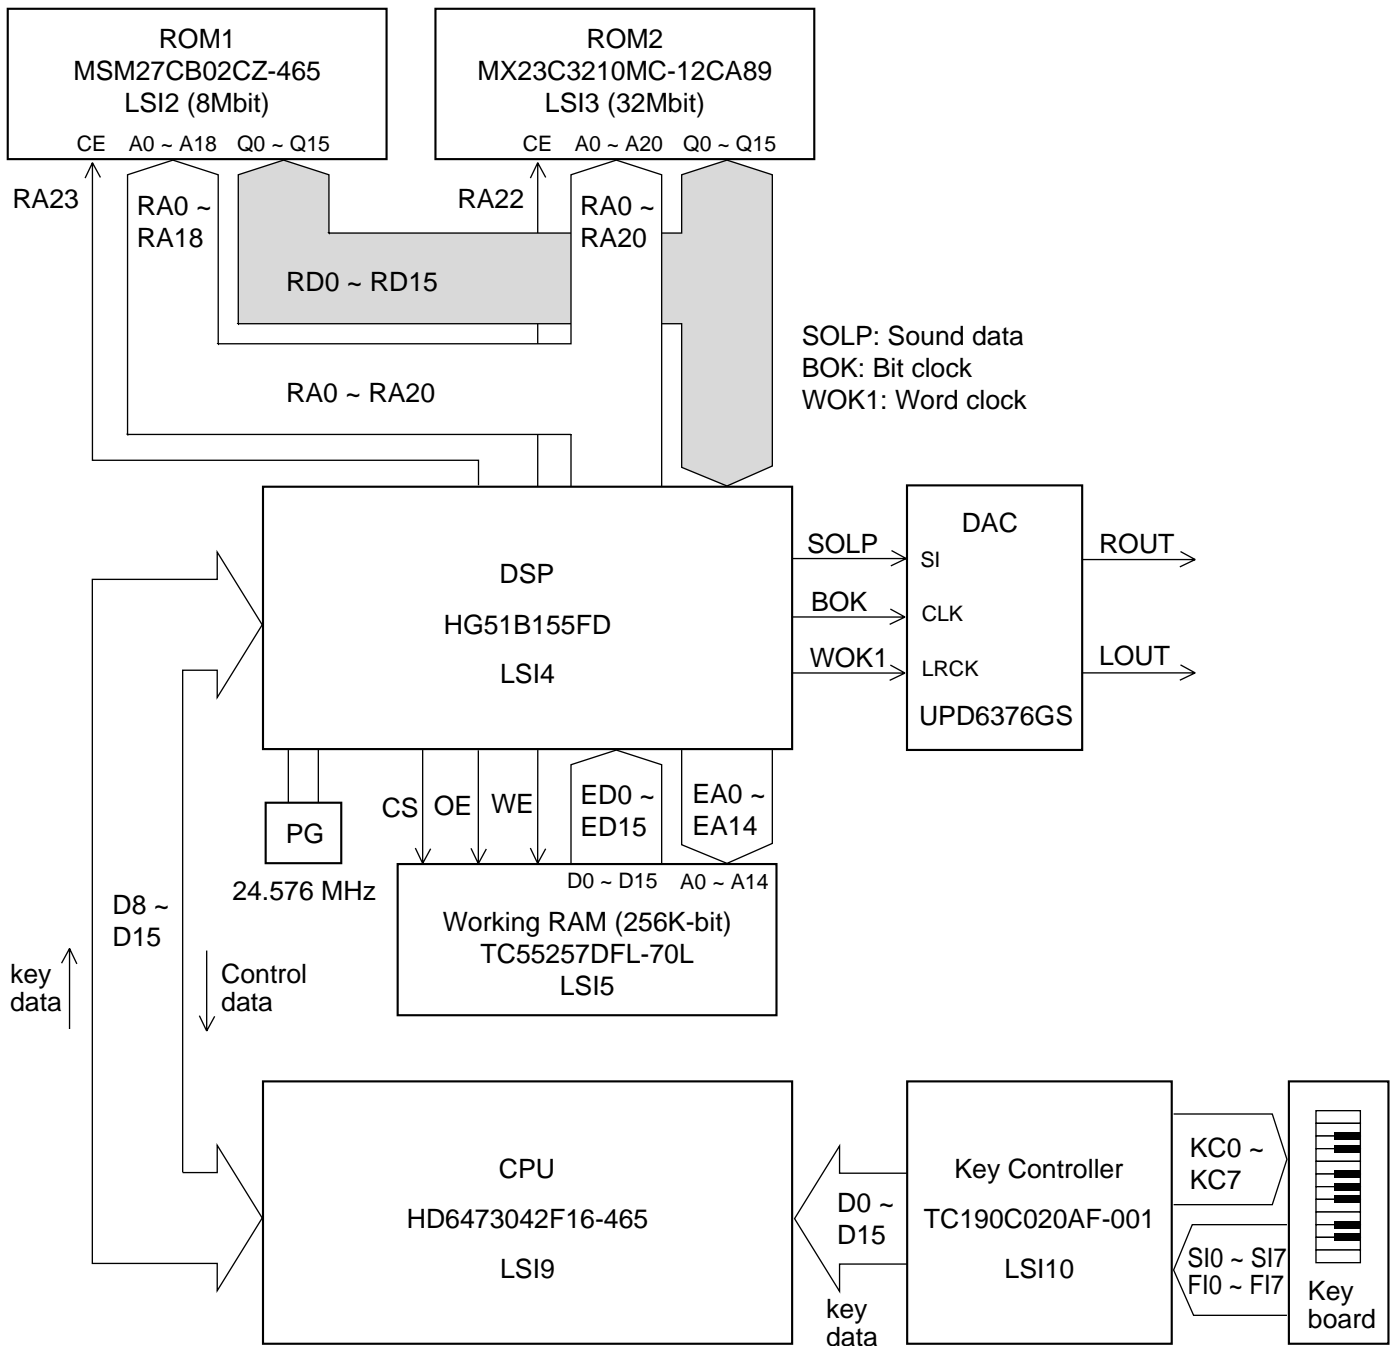 ROM1
MSM27CB02CZ-465
LSI2 (8Mbit)
CE A0 ~ A18 Q0 ~ Q15
ROM2
MX23C3210MC-12CA89
LSI3 (32Mbit)
CE A0 ~ A20 Q0 ~ Q15
RA23
RA0 ~
RA18
RA22
RA0 ~
RA20
RD0 ~ RD15
RA0 ~ RA20
SOLP: Sound data
BOK: Bit clock
WOK1: Word clock
DSP
HG51B155FD
LSI4
SOLP
BOK
WOK1
DAC
SI
CLK
LRCK
UPD6376GS
ROUT
LOUT
PG
24.576 MHz
CS OE WE
ED0 ~
ED15
EA0 ~
EA14
D0 ~ D15 A0 ~ A14
Working RAM (256K-bit)
TC55257DFL-70L
LSI5
D8 ~
D15
key
data
Control
data
CPU
HD6473042F16-465
LSI9
D0 ~
D15
key
data
Key Controller
TC190C020AF-001
LSI10
KC0 ~
KC7
SI0 ~ SI7
FI0 ~ FI7
Key
board